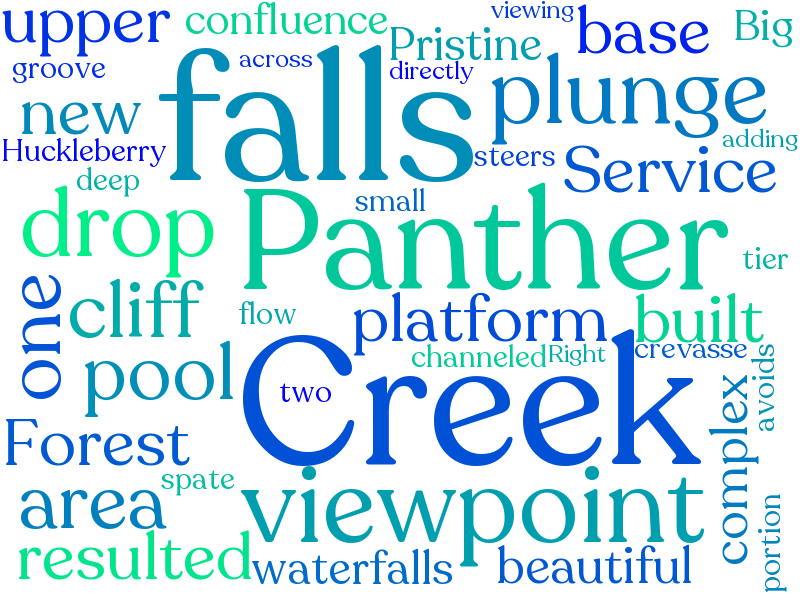 upper
confluence
viewing
base
Big
groove
across
Pristine
directly
plunge
new
falls
adding
Huckleberry
steers
Service
deep
small
drop
Panther
tier
one
cliff
flow
platform
built
pool
channeled
Right
crevasse
avoids
two
Creek
complex
Forest
spate
area
viewpoint
portion
resulted
waterfalls
beautiful